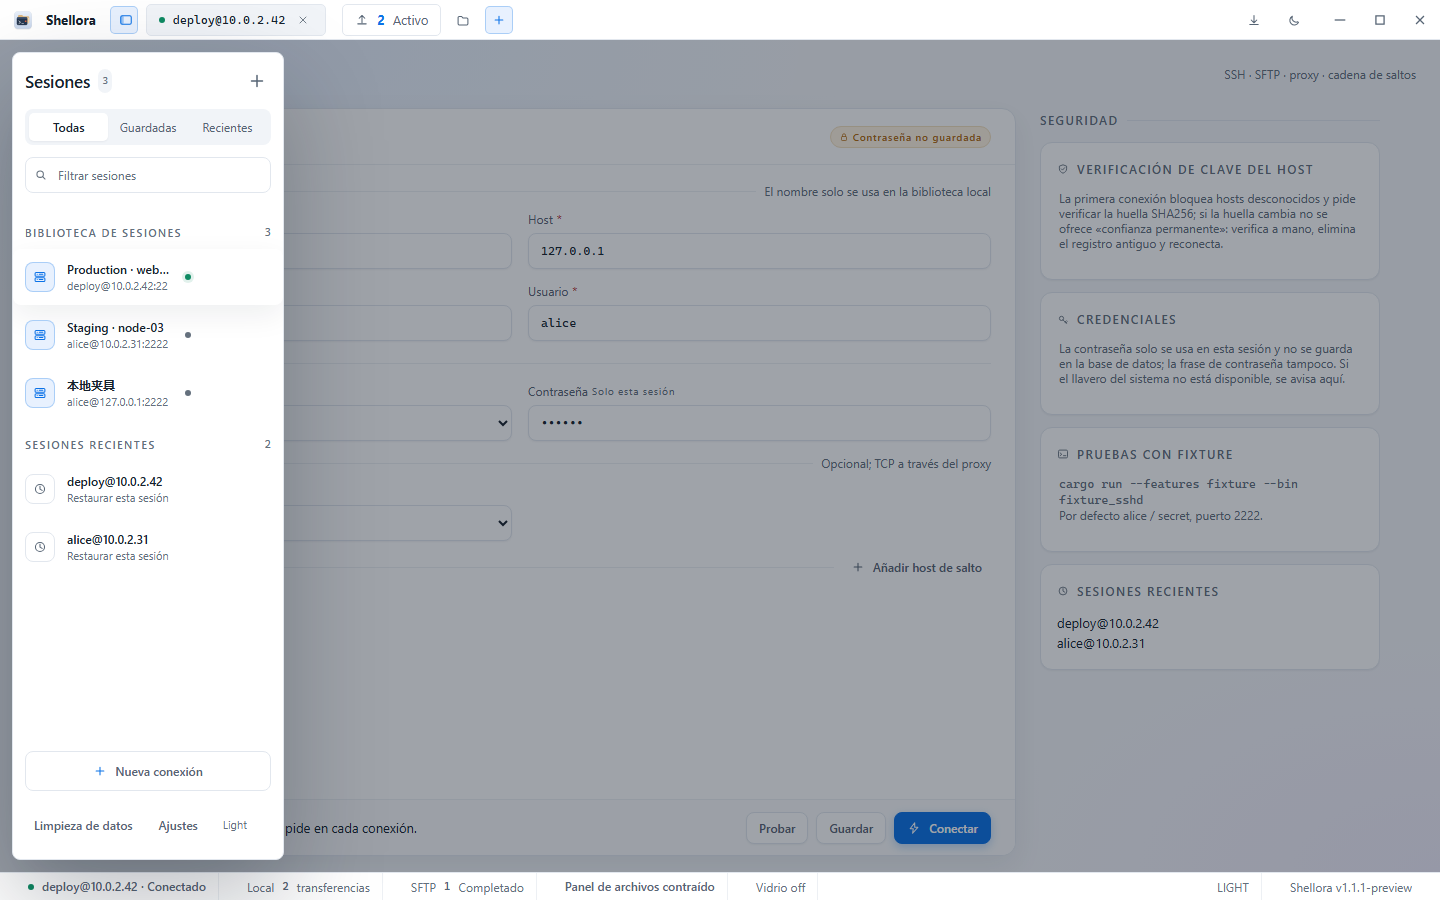 Shellora
deploy@10.0.2.42
2 Activo
Sesiones 3
Todas Guardadas Recientes
Filtrar sesiones
BIBLIOTECA DE SESIONES 3
Production · web...
deploy@10.0.2.42:22
Staging · node-03
alice@10.0.2.31:2222
本地夹具
alice@127.0.0.1:2222
SESIONES RECIENTES 2
deploy@10.0.2.42
Restaurar esta sesión
alice@10.0.2.31
Restaurar esta sesión
Nueva conexión
Limpieza de datos Ajustes Light
SSH · SFTP · proxy · cadena de saltos
Contraseña no guardada
El nombre solo se usa en la biblioteca local
Host *
127.0.0.1
Usuario *
alice
Contraseña Solo esta sesión
••••••
Opcional; TCP a través del proxy
Añadir host de salto
pide en cada conexión.
Probar Guardar Conectar
SEGURIDAD
VERIFICACIÓN DE CLAVE DEL HOST
La primera conexión bloquea hosts desconocidos y pide
verificar la huella SHA256; si la huella cambia no se
ofrece «confianza permanente»: verifica a mano, elimina
el registro antiguo y reconecta.
CREDENCIALES
La contraseña solo se usa en esta sesión y no se guarda
en la base de datos; la frase de contraseña tampoco. Si
el llavero del sistema no está disponible, se avisa aquí.
PRUEBAS CON FIXTURE
cargo run --features fixture --bin
fixture_sshd
Por defecto alice / secret, puerto 2222.
SESIONES RECIENTES
deploy@10.0.2.42
alice@10.0.2.31
deploy@10.0.2.42 · Conectado Local 2 transferencias SFTP 1 Completado Panel de archivos contraído Vidrio off LIGHT Shellora v1.1.1-preview